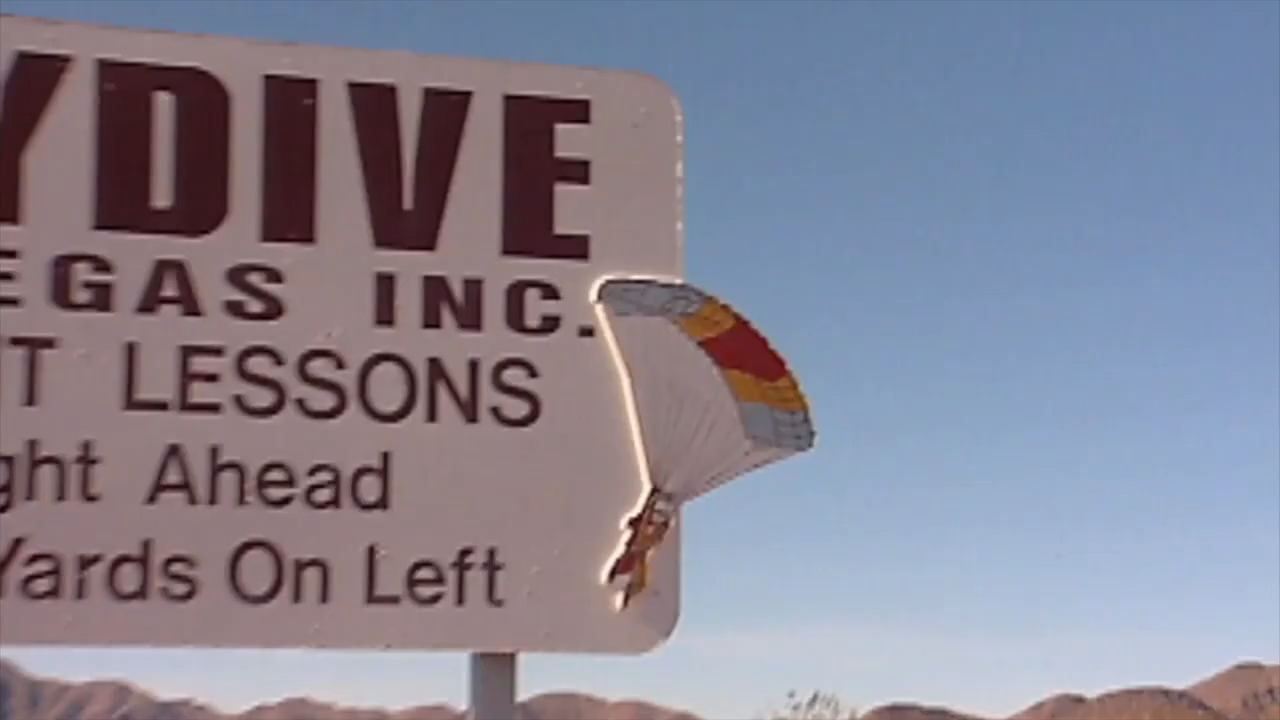 YDIVE
EGAS INC.
T LESSONS
ght Ahead
Yards On Left